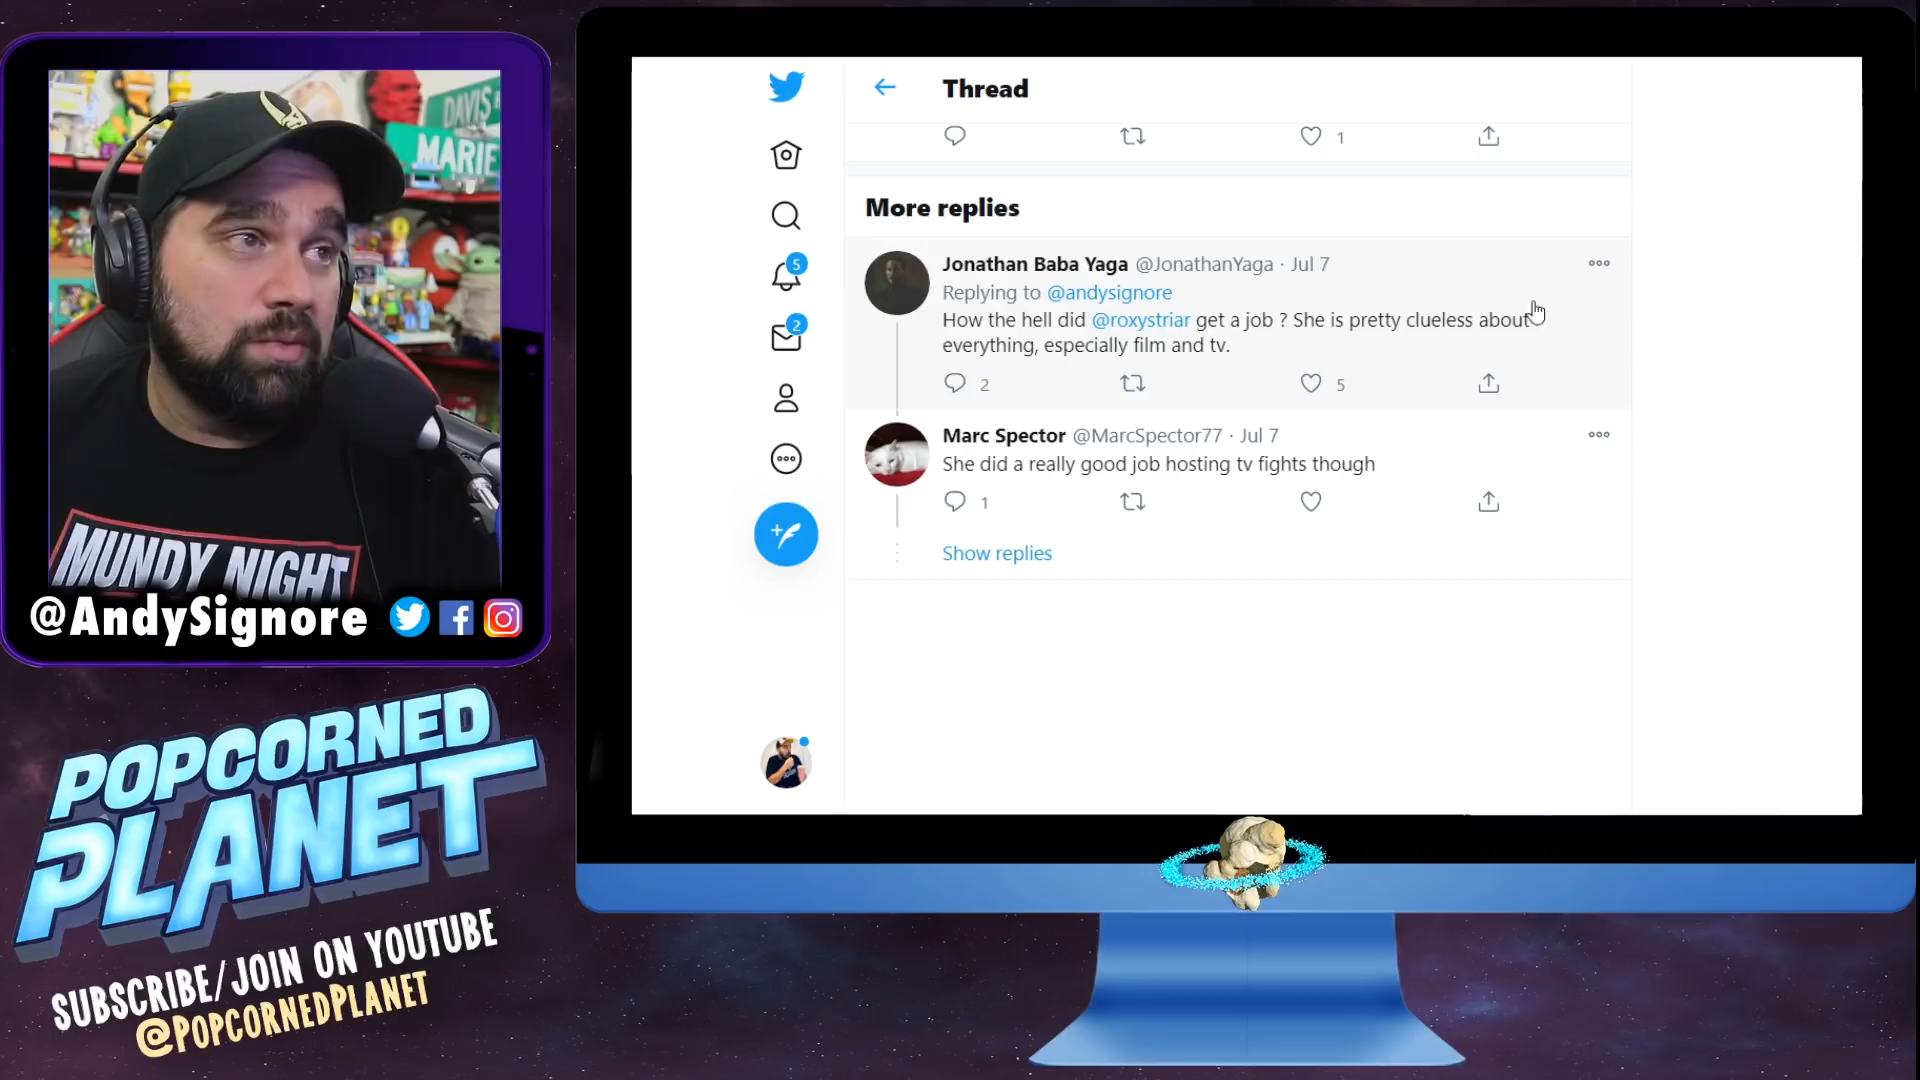 DAVIS
MARIE
MUNDY NIGHT
@AndySignore
POPCORNED
PLANET
SUBSCRIBE/JOIN ON YOUTUBE
@POPCORNEDPLANET
Thread
1
More replies
Jonathan Baba Yaga @JonathanYaga · Jul 7
Replying to @andysignore
How the hell did @roxystriar get a job ? She is pretty clueless about
everything, especially film and tv.
2 5
Marc Spector @MarcSpector77 · Jul 7
She did a really good job hosting tv fights though
1
Show replies
5
2